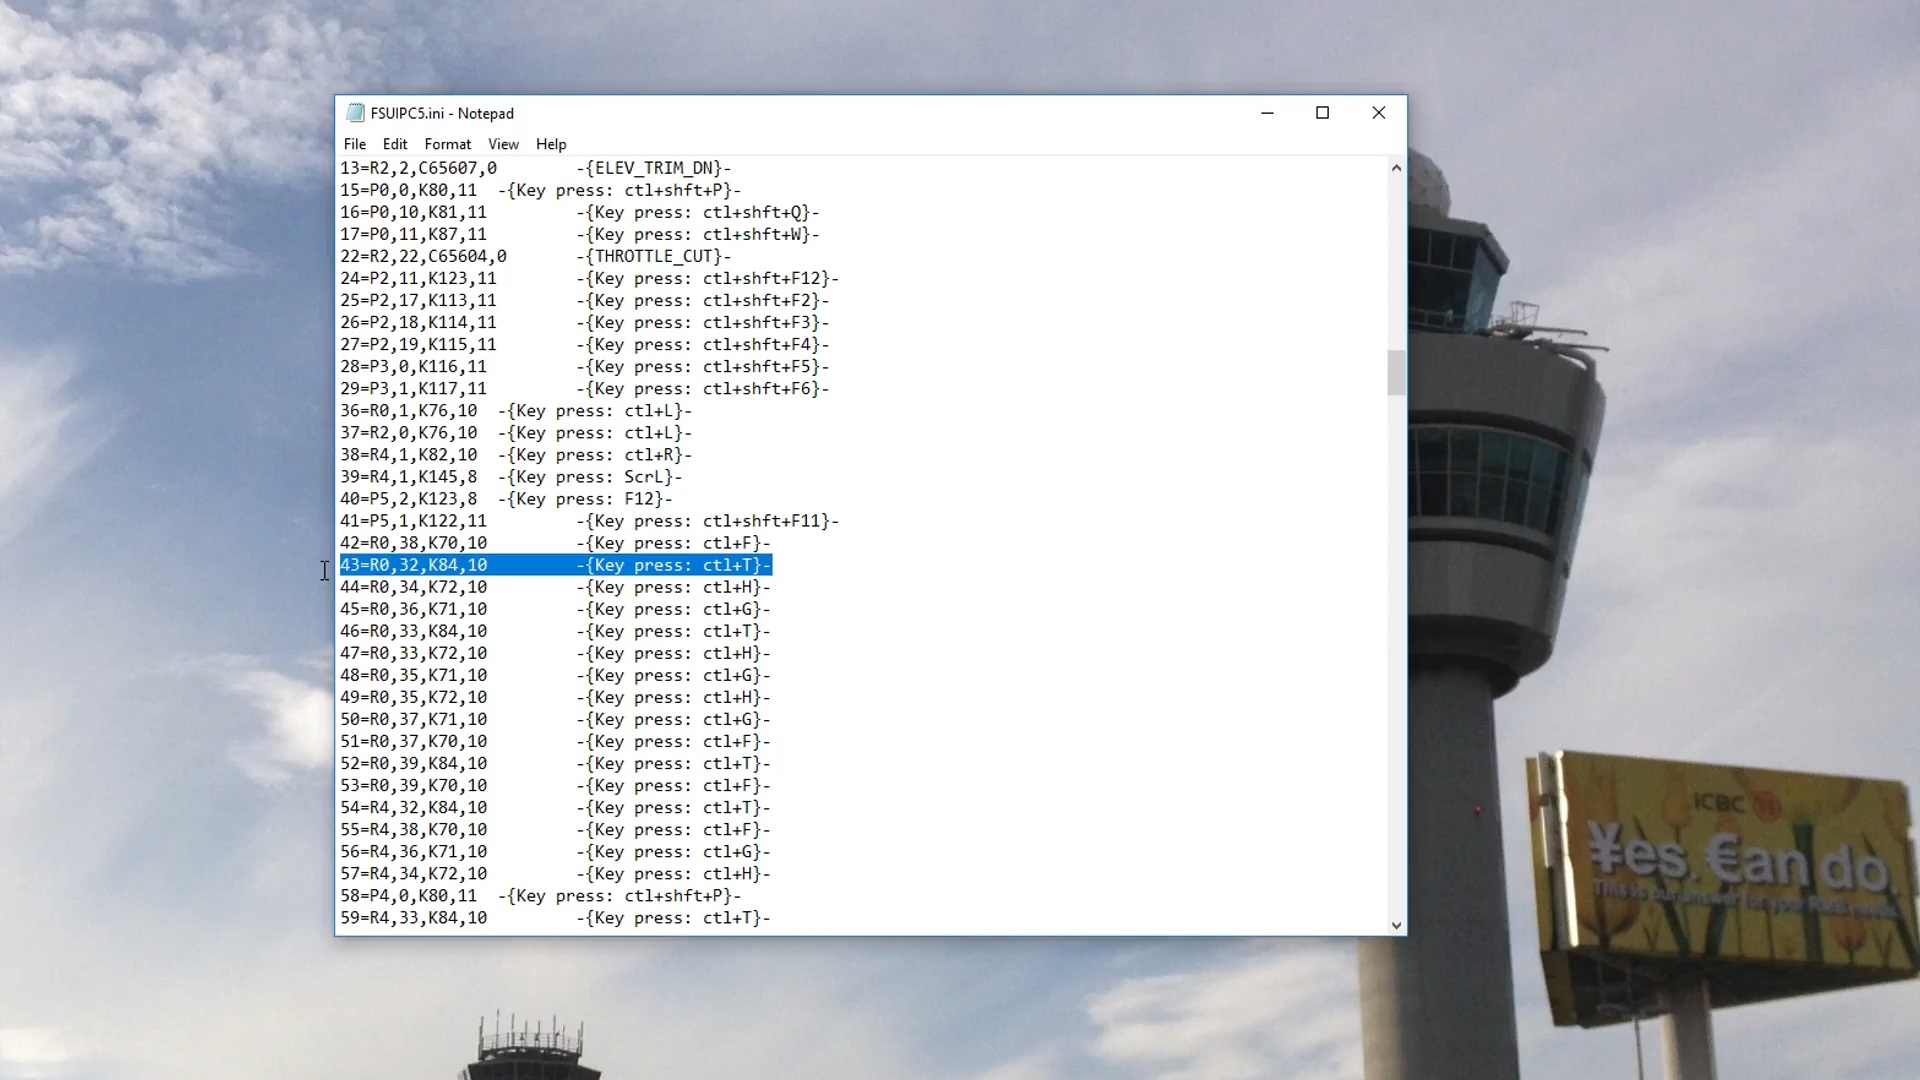 FSUIPC5.ini - Notepad
File Edit Format View Help
13=R2,2,C65607,0 -{ELEV_TRIM_DN}-
15=P0,0,K80,11 -{Key press: ctl+shft+P}-
16=P0,10,K81,11 -{Key press: ctl+shft+Q}-
17=P0,11,K87,11 -{Key press: ctl+shft+W}-
22=R2,22,C65604,0 -{THROTTLE_CUT}-
24=P2,11,K123,11 -{Key press: ctl+shft+F12}-
25=P2,17,K113,11 -{Key press: ctl+shft+F2}-
26=P2,18,K114,11 -{Key press: ctl+shft+F3}-
27=P2,19,K115,11 -{Key press: ctl+shft+F4}-
28=P3,0,K116,11 -{Key press: ctl+shft+F5}-
29=P3,1,K117,11 -{Key press: ctl+shft+F6}-
36=R0,1,K76,10 -{Key press: ctl+L}-
37=R2,0,K76,10 -{Key press: ctl+L}-
38=R4,1,K82,10 -{Key press: ctl+R}-
39=R4,1,K145,8 -{Key press: ScrL}-
40=P5,2,K123,8 -{Key press: F12}-
41=P5,1,K122,11 -{Key press: ctl+shft+F11}-
42=R0,38,K70,10 -{Key press: ctl+F}-
43=R0,32,K84,10 -{Key press: ctl+T}-
44=R0,34,K72,10 -{Key press: ctl+H}-
45=R0,36,K71,10 -{Key press: ctl+G}-
46=R0,33,K84,10 -{Key press: ctl+T}-
47=R0,33,K72,10 -{Key press: ctl+H}-
48=R0,35,K71,10 -{Key press: ctl+G}-
49=R0,35,K72,10 -{Key press: ctl+H}-
50=R0,37,K71,10 -{Key press: ctl+G}-
51=R0,37,K70,10 -{Key press: ctl+F}-
52=R0,39,K84,10 -{Key press: ctl+T}-
53=R0,39,K70,10 -{Key press: ctl+F}-
54=R4,32,K84,10 -{Key press: ctl+T}-
55=R4,38,K70,10 -{Key press: ctl+F}-
56=R4,36,K71,10 -{Key press: ctl+G}-
57=R4,34,K72,10 -{Key press: ctl+H}-
58=P4,0,K80,11 -{Key press: ctl+shft+P}-
59=R4,33,K84,10 -{Key press: ctl+T}-
ICBC
¥es. €an do.
This is our answer for your RMB needs.